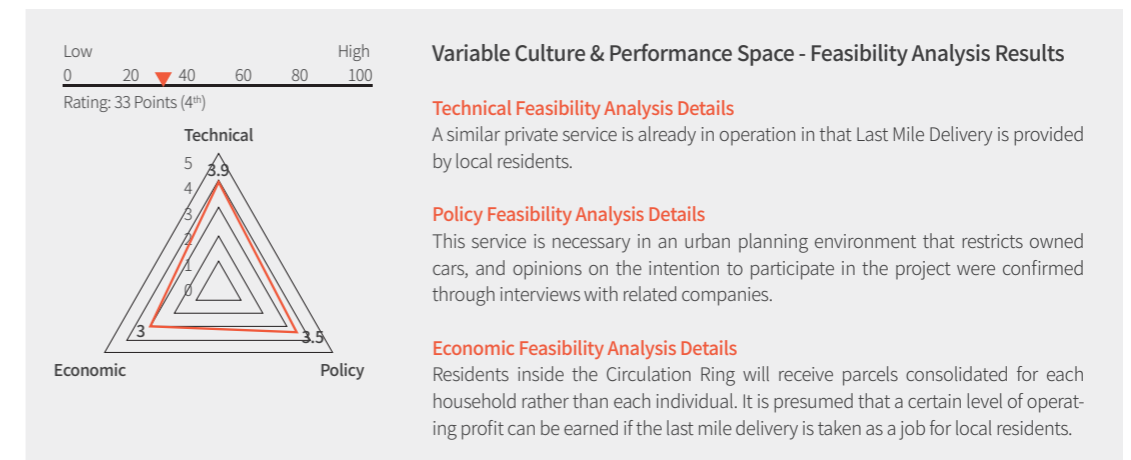 Low High
0 20 40 60 80 100
Rating: 33 Points (4th)
Technical
5
3.9
4
3
2
1
0
3
3.5
Economic Policy
Variable Culture & Performance Space - Feasibility Analysis Results
Technical Feasibility Analysis Details
A similar private service is already in operation in that Last Mile Delivery is provided
by local residents.
Policy Feasibility Analysis Details
This service is necessary in an urban planning environment that restricts owned
cars, and opinions on the intention to participate in the project were confirmed
through interviews with related companies.
Economic Feasibility Analysis Details
Residents inside the Circulation Ring will receive parcels consolidated for each
household rather than each individual. It is presumed that a certain level of operat-
ing profit can be earned if the last mile delivery is taken as a job for local residents.